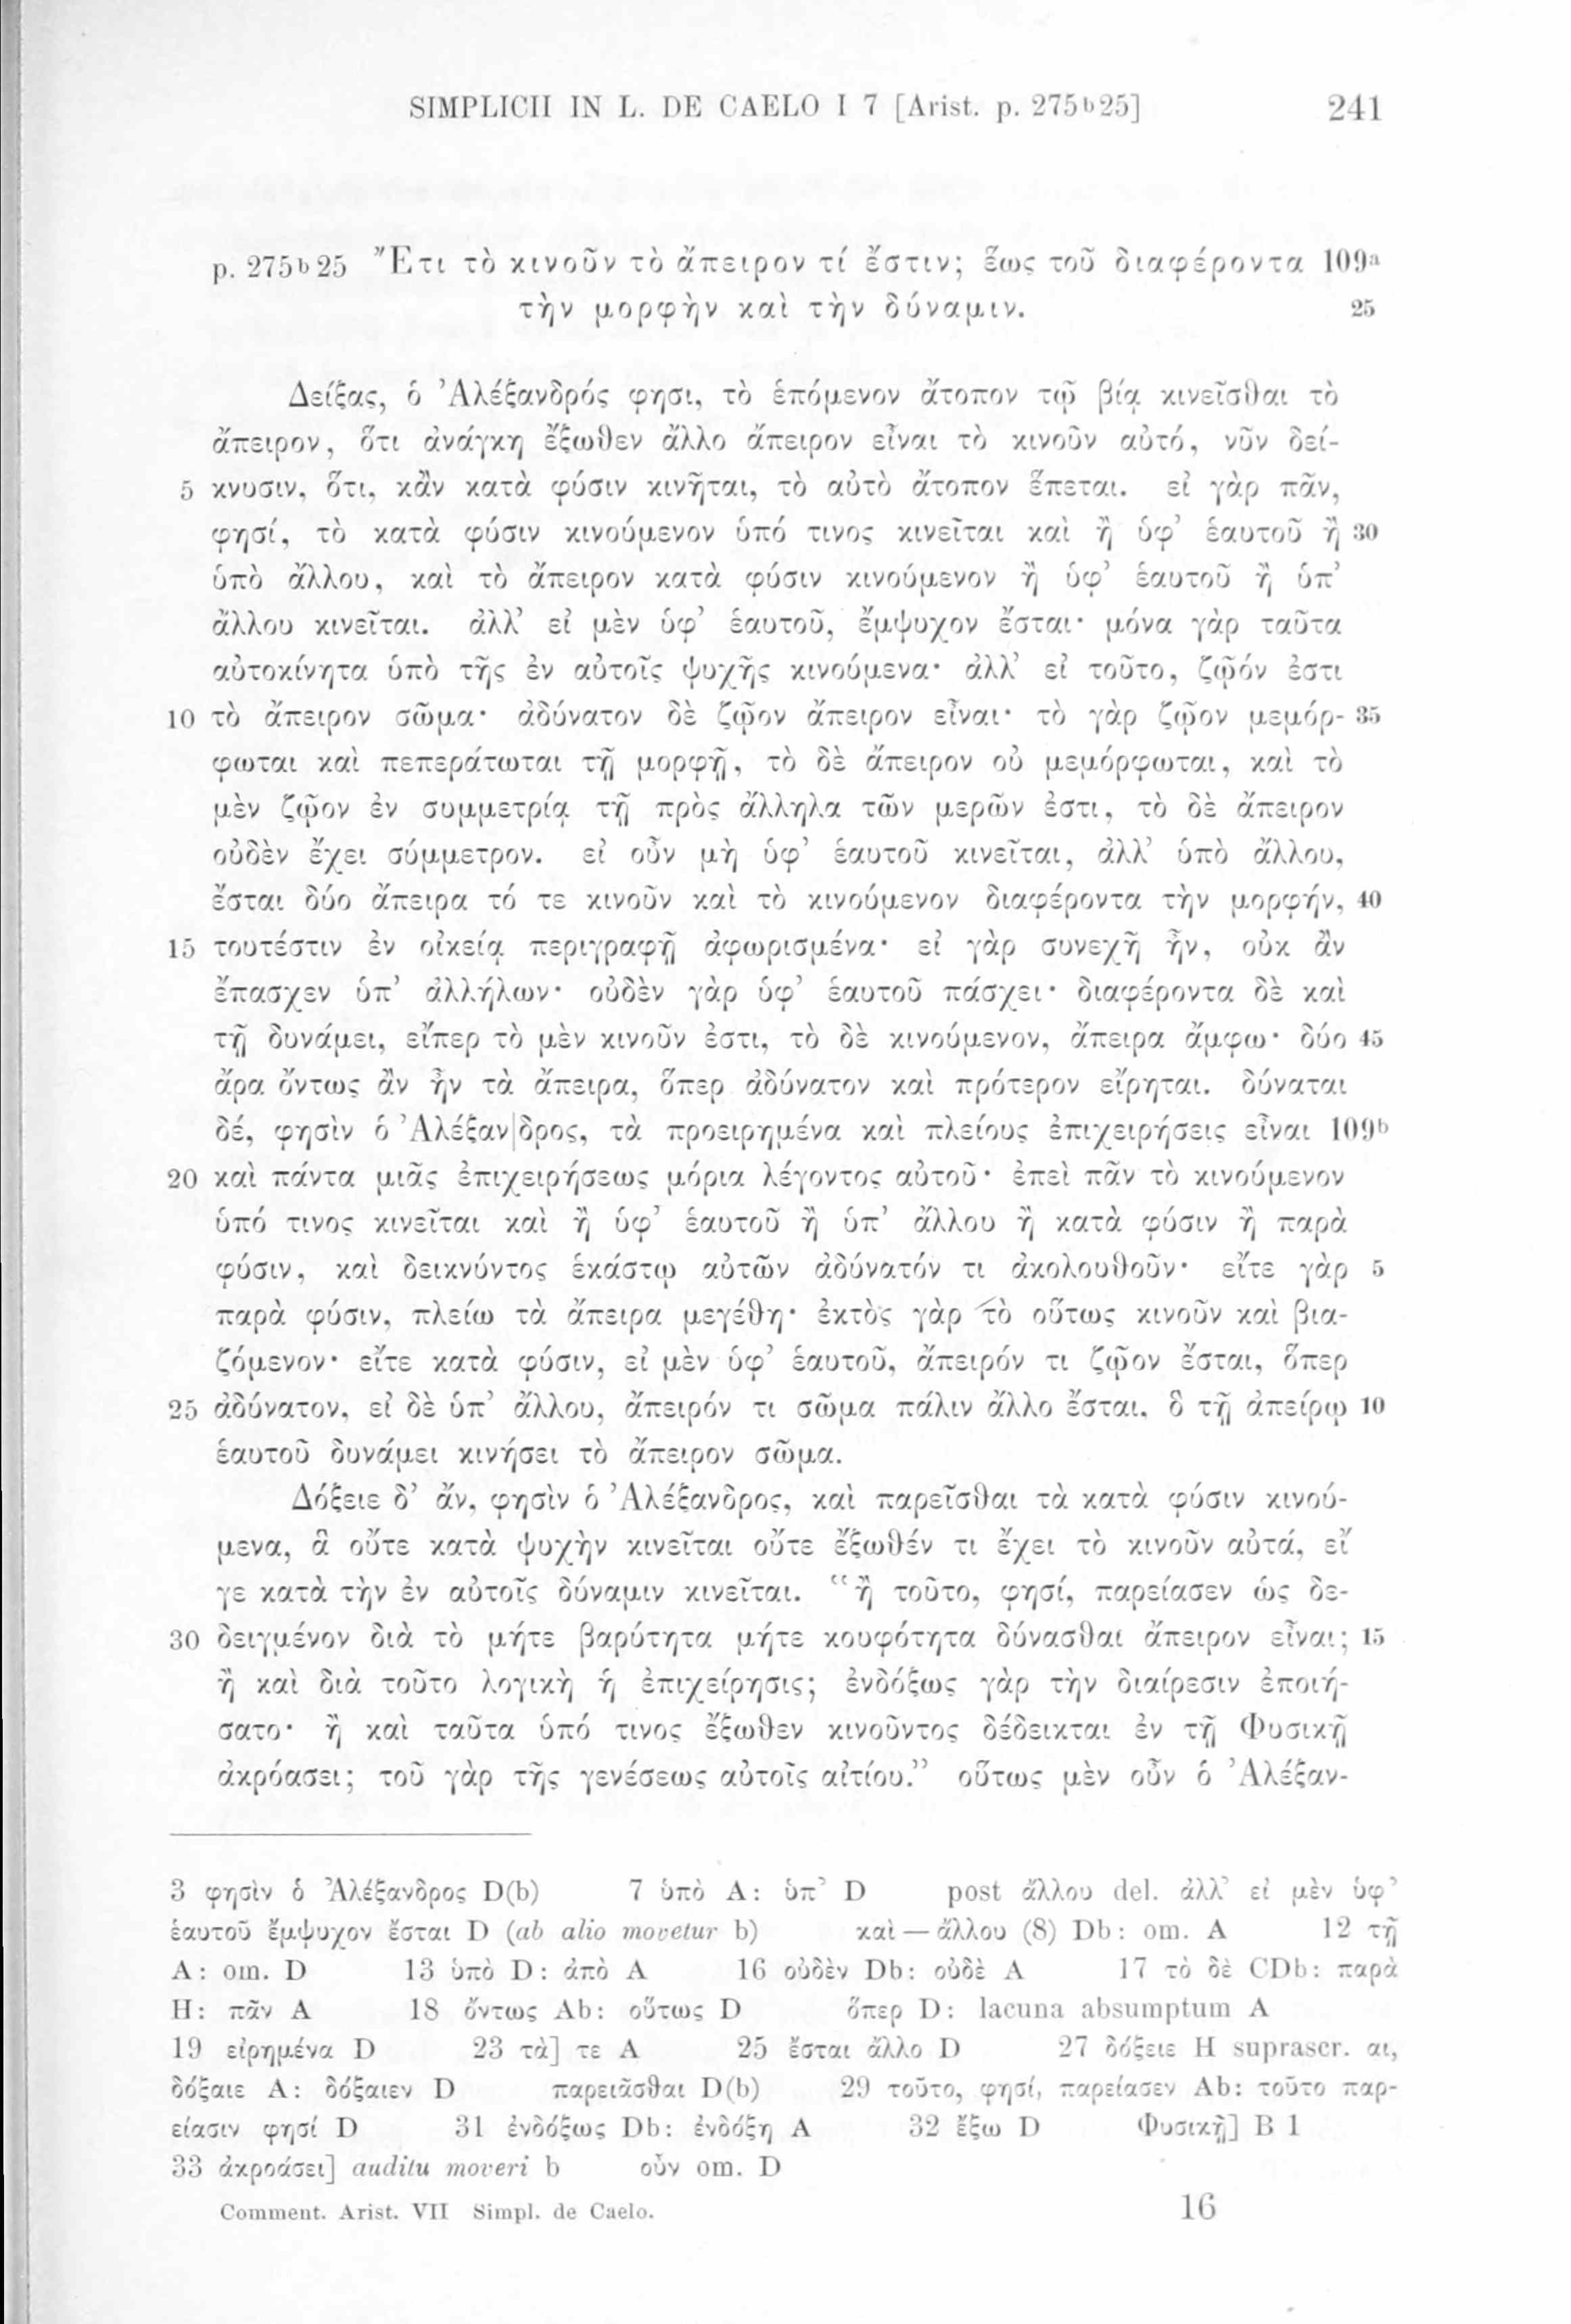 SIMPLICII IN L. DE CAELO I 7 [Arist. p. 275ᵇ25] 241
p. 275ᵇ25 Ἔτι τὸ κινοῦν τὸ ἄπειρον τί ἔστιν; ἕως τοῦ διαφέροντα 109ᵃ
τὴν μορφὴν καὶ τὴν δύναμιν. 25
Δείξας, ὁ Ἀλέξανδρός φησι, τὸ ἑπόμενον ἄτοπον τῷ βίᾳ κινεῖσθαι τὸ
ἄπειρον, ὅτι ἀνάγκη ἔξωθεν ἄλλο ἄπειρον εἶναι τὸ κινοῦν αὐτό, νῦν δεί-
5 κνυσιν, ὅτι, κἂν κατὰ φύσιν κινῆται, τὸ αὐτὸ ἄτοπον ἕπεται. εἰ γὰρ πᾶν,
φησί, τὸ κατὰ φύσιν κινούμενον ὑπό τινος κινεῖται καὶ ἢ ὑφ’ ἑαυτοῦ ἢ 30
ὑπὸ ἄλλου, καὶ τὸ ἄπειρον κατὰ φύσιν κινούμενον ἢ ὑφ’ ἑαυτοῦ ἢ ὑπ’
ἄλλου κινεῖται. ἀλλ’ εἰ μὲν ὑφ’ ἑαυτοῦ, ἔμψυχον ἔσται· μόνα γὰρ ταῦτα
αὐτοκίνητα ὑπὸ τῆς ἐν αὐτοῖς ψυχῆς κινούμενα· ἀλλ’ εἰ τοῦτο, ζῷόν ἐστι
10 τὸ ἄπειρον σῶμα· ἀδύνατον δὲ ζῷον ἄπειρον εἶναι· τὸ γὰρ ζῷον μεμόρ- 35
φωται καὶ πεπεράτωται τῇ μορφῇ, τὸ δὲ ἄπειρον οὐ μεμόρφωται, καὶ τὸ
μὲν ζῷον ἐν συμμετρίᾳ τῇ πρὸς ἄλληλα τῶν μερῶν ἐστι, τὸ δὲ ἄπειρον
οὐδὲν ἔχει σύμμετρον. εἰ οὖν μὴ ὑφ’ ἑαυτοῦ κινεῖται, ἀλλ’ ὑπὸ ἄλλου,
ἔσται δύο ἄπειρα τό τε κινοῦν καὶ τὸ κινούμενον διαφέροντα τὴν μορφήν, 40
15 τουτέστιν ἐν οἰκείᾳ περιγραφῇ ἀφωρισμένα· εἰ γὰρ συνεχῆ ἦν, οὐκ ἂν
ἔπασχεν ὑπ’ ἀλλήλων· οὐδὲν γὰρ ὑφ’ ἑαυτοῦ πάσχει· διαφέροντα δὲ καὶ
τῇ δυνάμει, εἴπερ τὸ μὲν κινοῦν ἐστι, τὸ δὲ κινούμενον, ἄπειρα ἄμφω· δύο 45
ἄρα ὄντως ἂν ἦν τὰ ἄπειρα, ὅπερ ἀδύνατον καὶ πρότερον εἴρηται. δύναται
δέ, φησὶν ὁ Ἀλέξαν|δρος, τὰ προειρημένα καὶ πλείους ἐπιχειρήσεις εἶναι 109ᵇ
20 καὶ πάντα μιᾶς ἐπιχειρήσεως μόρια λέγοντος αὐτοῦ· ἐπεὶ πᾶν τὸ κινούμενον
ὑπό τινος κινεῖται καὶ ἢ ὑφ’ ἑαυτοῦ ἢ ὑπ’ ἄλλου ἢ κατὰ φύσιν ἢ παρὰ
φύσιν, καὶ δεικνύντος ἑκάστῳ αὐτῶν ἀδύνατόν τι ἀκολουθοῦν· εἴτε γὰρ 5
παρὰ φύσιν, πλείω τὰ ἄπειρα μεγέθη· ἐκτὸς γὰρ τὸ οὕτως κινοῦν καὶ βια-
ζόμενον· εἴτε κατὰ φύσιν, εἰ μὲν ὑφ’ ἑαυτοῦ, ἄπειρόν τι ζῷον ἔσται, ὅπερ
25 ἀδύνατον, εἰ δὲ ὑπ’ ἄλλου, ἄπειρόν τι σῶμα πάλιν ἄλλο ἔσται, ὃ τῇ ἀπείρῳ 10
ἑαυτοῦ δυνάμει κινήσει τὸ ἄπειρον σῶμα.
Δόξειε δ’ ἄν, φησὶν ὁ Ἀλέξανδρος, καὶ παρεῖσθαι τὰ κατὰ φύσιν κινού-
μενα, ἃ οὔτε κατὰ ψυχὴν κινεῖται οὔτε ἔξωθέν τι ἔχει τὸ κινοῦν αὐτά, εἴ
γε κατὰ τὴν ἐν αὐτοῖς δύναμιν κινεῖται. “ἢ τοῦτο, φησί, παρείασεν ὡς δε-
30 δειγμένον διὰ τὸ μήτε βαρύτητα μήτε κουφότητα δύνασθαι ἄπειρον εἶναι; 15
ἢ καὶ διὰ τοῦτο λογικὴ ἡ ἐπιχείρησις; ἐνδόξως γὰρ τὴν διαίρεσιν ἐποιή-
σατο· ἢ καὶ ταῦτα ὑπό τινος ἔξωθεν κινοῦντος δέδεικται ἐν τῇ Φυσικῇ
ἀκρόασει; τοῦ γὰρ τῆς γενέσεως αὐτοῖς αἰτίου.” οὕτως μὲν οὖν ὁ Ἀλέξαν-
3 φησὶν ὁ Ἀλέξανδρος D(b) 7 ὑπὸ A: ὑπ’ D post ἄλλου del. ἀλλ’ εἰ μὲν ὑφ’
ἑαυτοῦ ἔμψυχον ἔσται D (ab alio movetur b) καὶ — ἄλλου (8) Db: om. A 12 τῇ
A: om. D 13 ὑπὸ D: ἀπὸ A 16 οὐδὲν Db: οὐδὲ A 17 τὸ δὲ CDb: παρὰ
H: πᾶν A 18 ὄντως Ab: οὕτως D ὅπερ D: lacuna absumptum A
19 εἰρημένα D 23 τὰ] τε A 25 ἔσται ἄλλο D 27 δόξειε H suprascr. αι,
δόξαιε A: δόξαιεν D παρειᾶσθαι D(b) 29 τοῦτο, φησί, παρείασεν Ab: τοῦτο παρ-
είασιν φησί D 31 ἐνδόξως Db: ἐνδόξη A 32 ἔξω D Φυσικῇ] B 1
33 ἀκροάσει] auditu moveri b οὖν om. D
Comment. Arist. VII Simpl. de Caelo. 16